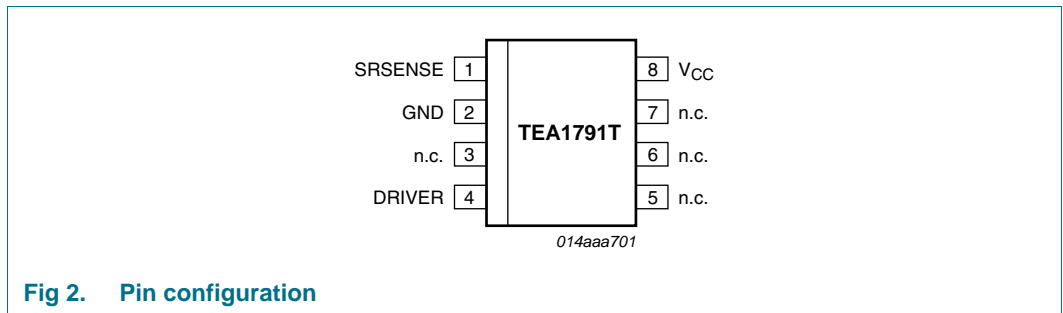 SRSENSE 1 8 VCC
GND 2 7 n.c.
TEA1791T
n.c. 3 6 n.c.
DRIVER 4 5 n.c.
014aaa701
Fig 2. Pin configuration